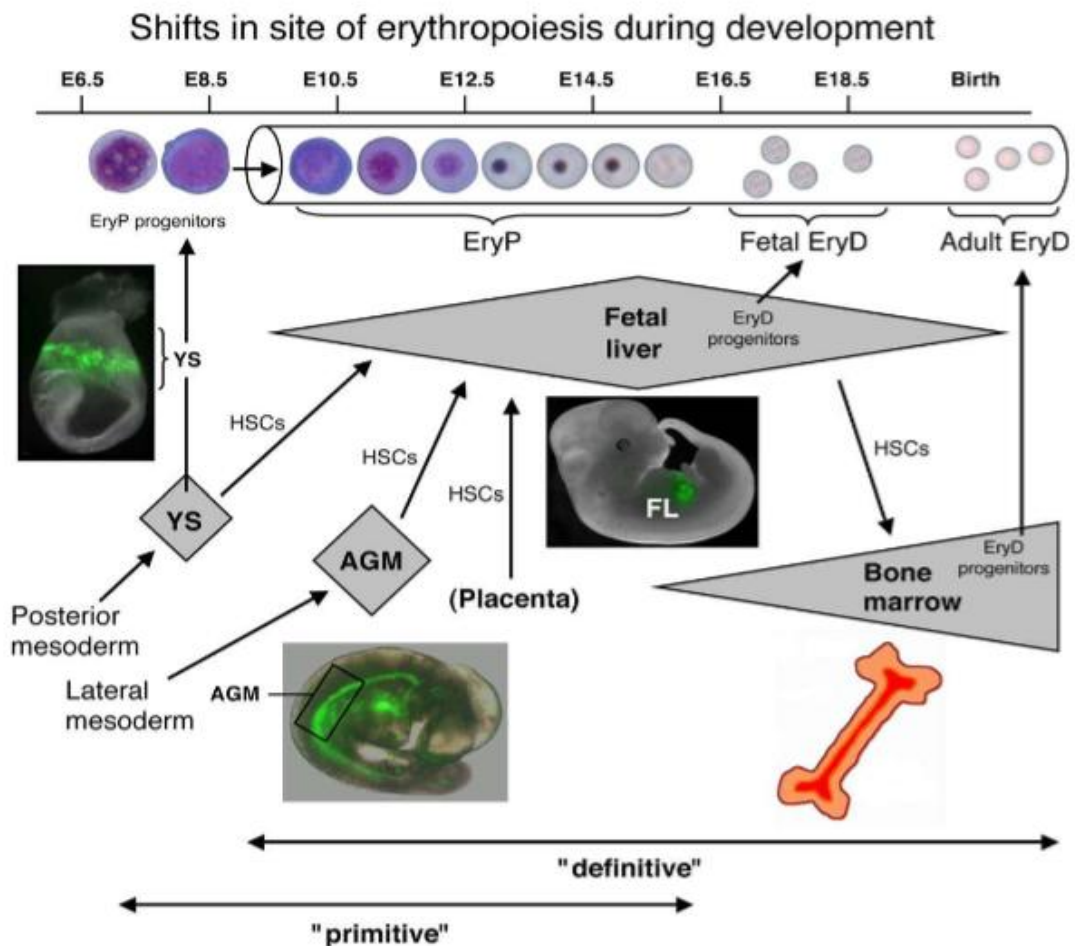 Shifts in site of erythropoiesis during development
E6.5 E8.5 E10.5 E12.5 E14.5 E16.5 E18.5 Birth
EryP progenitors
EryP
Fetal EryD
Adult EryD
Fetal
liver
EryD
progenitors
YS
HSCs
HSCs
HSCs
HSCs
FL
YS
AGM
(Placenta)
EryD
progenitors
Bone
marrow
Posterior
mesoderm
Lateral
mesoderm
AGM
"definitive"
"primitive"